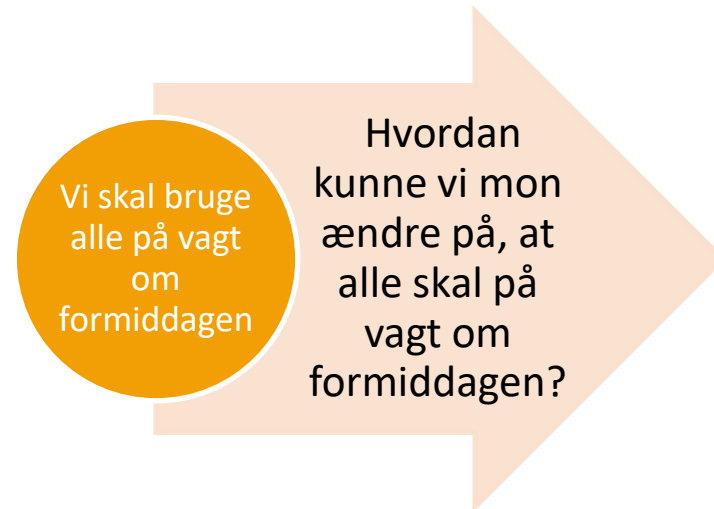 Vi skal bruge
alle på vagt
om
formiddagen
Hvordan
kunne vi mon
ændre på, at
alle skal på
vagt om
formiddagen?